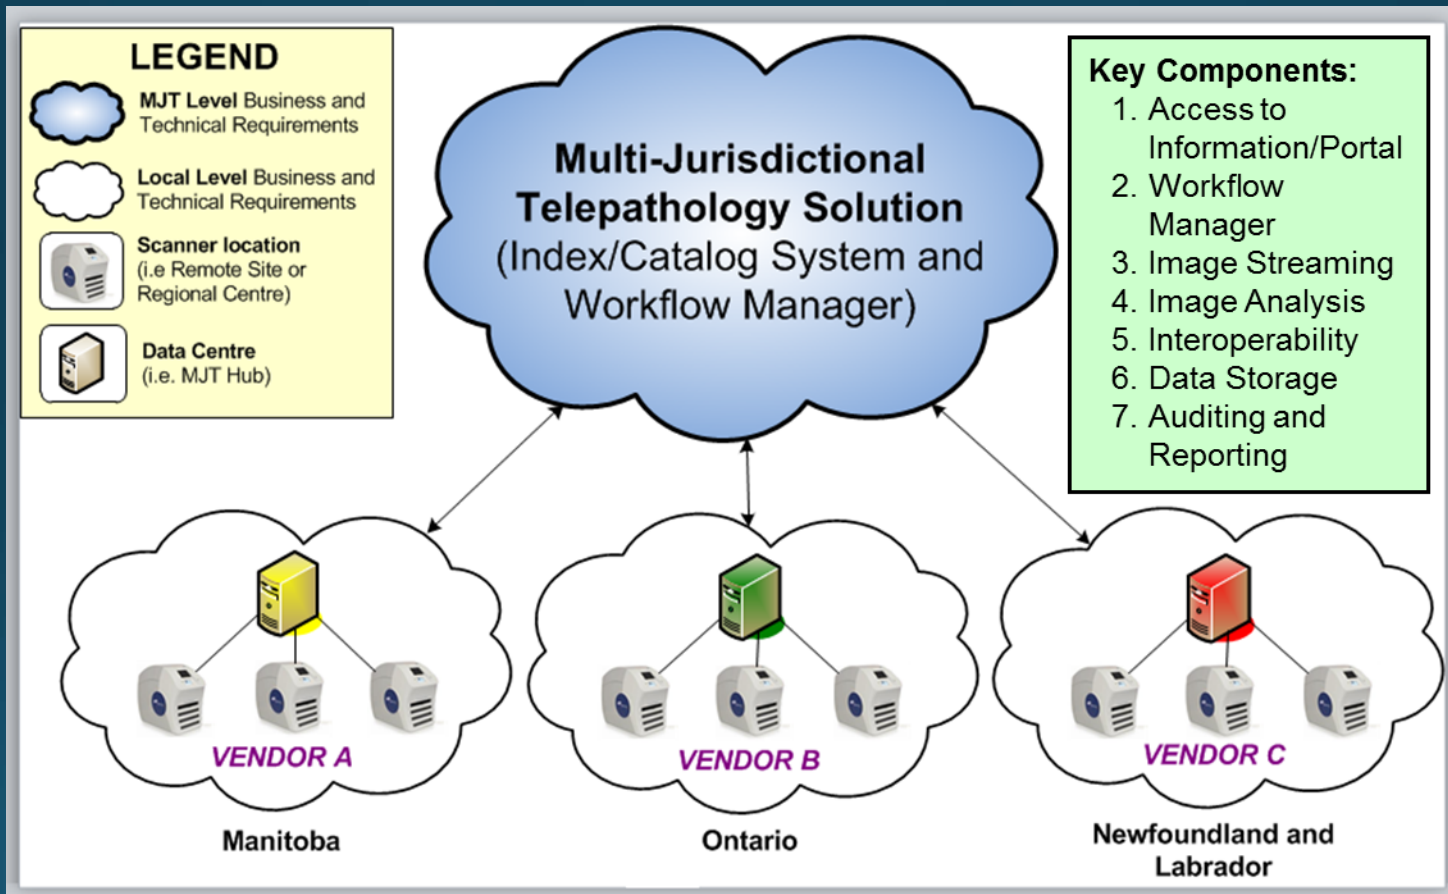 LEGEND
MJT Level Business and
Technical Requirements
Local Level Business and
Technical Requirements
Scanner location
(i.e Remote Site or
Regional Centre)
Data Centre
(i.e. MJT Hub)
Multi-Jurisdictional
Telepathology Solution
(Index/Catalog System and
Workflow Manager)
Key Components:
1. Access to
Information/Portal
2. Workflow
Manager
3. Image Streaming
4. Image Analysis
5. Interoperability
6. Data Storage
7. Auditing and
Reporting
VENDOR A
Manitoba
VENDOR B
Ontario
VENDOR C
Newfoundland and
Labrador